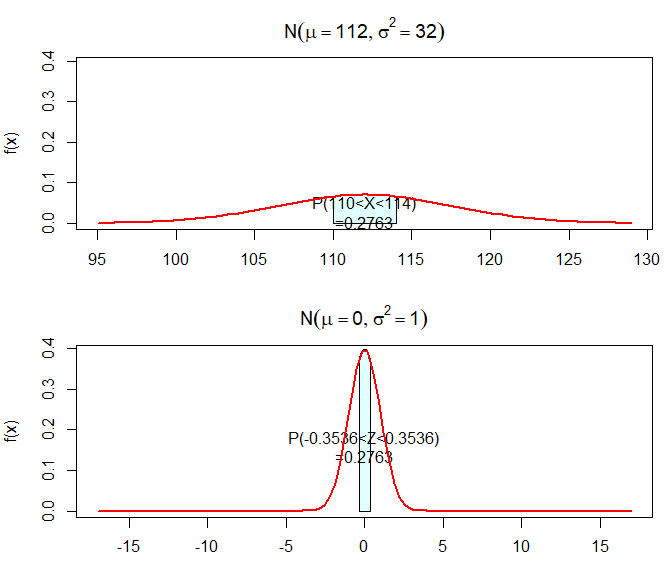 N(μ = 112, σ² = 32)
f(x)
0.4
0.3
0.2
0.1
0.0
P(110<X<114)
=0.2763
95 100 105 110 115 120 125 130
N(μ = 0, σ² = 1)
f(x)
0.4
0.3
0.2
0.1
0.0
P(-0.3536<Z<0.3536)
=0.2763
-15 -10 -5 0 5 10 15